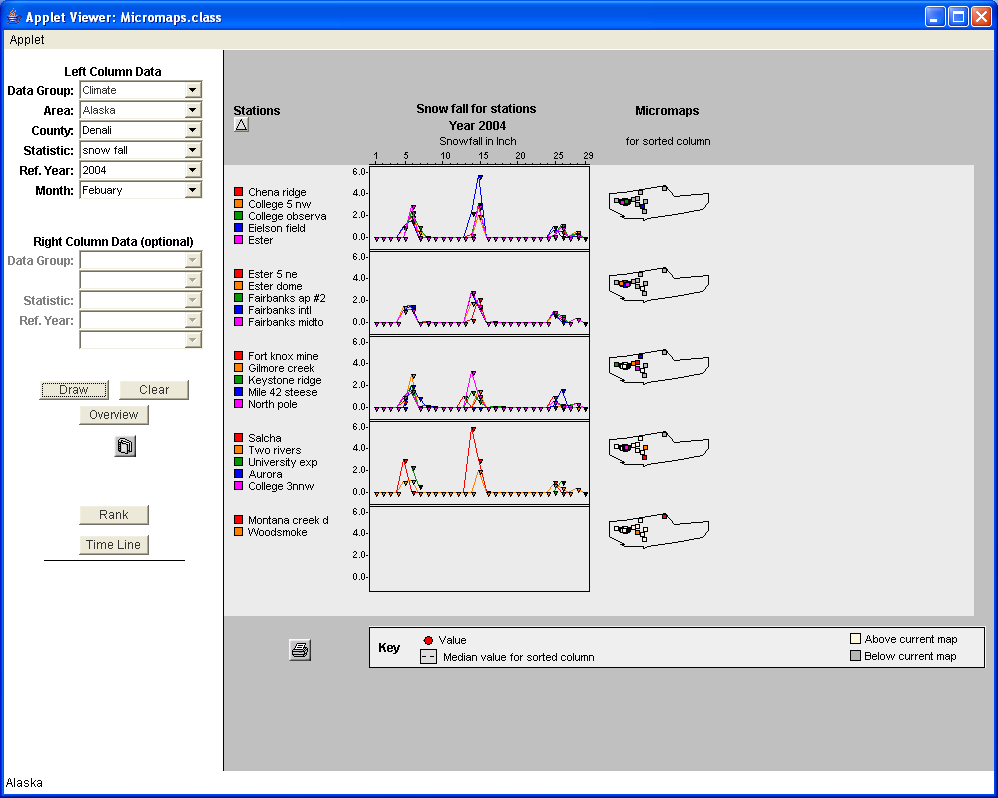 Applet Viewer: Micromaps.class
Applet
Left Column Data
Data Group: Climate
Area: Alaska
County: Denali
Statistic: snow fall
Ref. Year: 2004
Month: Febuary
Right Column Data (optional)
Data Group:
Statistic:
Ref. Year:
Draw Clear
Overview
Rank
Time Line
Stations
Snow fall for stations
Year 2004
Snowfall in Inch
1 5 10 15 20 25 29
Micromaps
for sorted column
6.0
4.0
2.0
0.0
Chena ridge
College 5 nw
College observa
Eielson field
Ester
6.0
4.0
2.0
0.0
Ester 5 ne
Ester dome
Fairbanks ap #2
Fairbanks intl
Fairbanks midto
6.0
4.0
2.0
0.0
Fort knox mine
Gilmore creek
Keystone ridge
Mile 42 steese
North pole
6.0
4.0
2.0
0.0
Salcha
Two rivers
University exp
Aurora
College 3nnw
6.0
4.0
2.0
0.0
Montana creek d
Woodsmoke
Key
Value
Median value for sorted column
Above current map
Below current map
Alaska